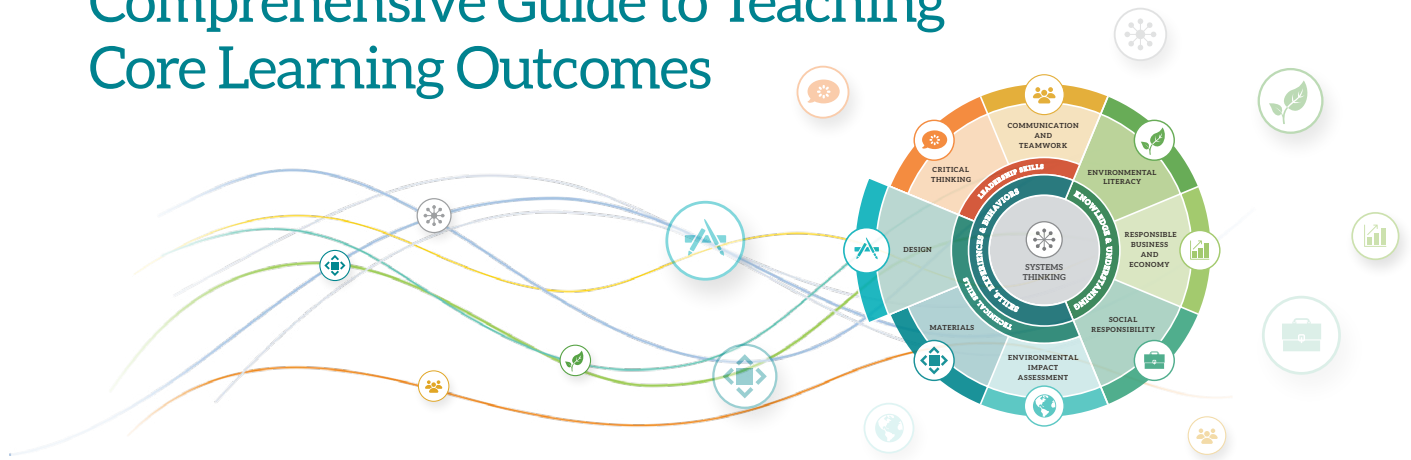 Comprehensive Guide to Teaching
Core Learning Outcomes
COMMUNICATION
AND
TEAMWORK
CRITICAL
THINKING
ENVIRONMENTAL
LITERACY
LEADERSHIP SKILLS
SKILLS, EXPERIENCES & BEHAVIORS
KNOWLEDGE & UNDERSTANDING
TECHNICAL SKILLS
DESIGN
RESPONSIBLE
BUSINESS
AND
ECONOMY
SYSTEMS
THINKING
MATERIALS
SOCIAL
RESPONSIBILITY
ENVIRONMENTAL
IMPACT
ASSESSMENT